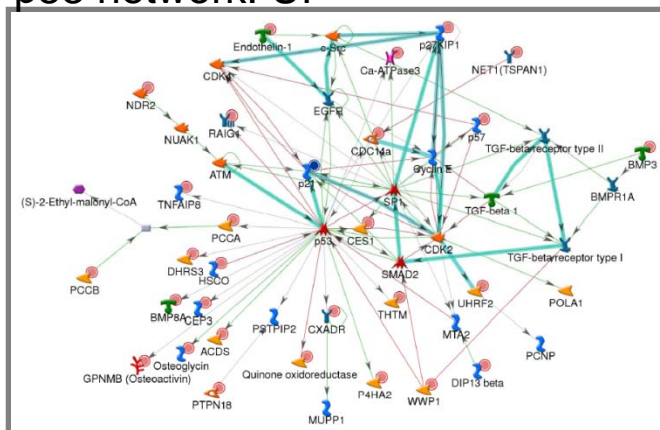 Endothelin-1
c-Src
p27KIP1
CDK4
Ca-ATPase3
NET1(TSPAN1)
NDR2
EGFR
RAIG1
CDC14a
p57
NUAK1
TGF-beta receptor type II
ATM
p21
Cyclin E
BMP3
(S)-2-Ethyl-malonyl-CoA
TNFAIP8
SP1
BMPR1A
TGF-beta 1
PCCA
p53
CES1
CDK2
TGF-beta receptor type I
DHRS3
SMAD2
PCCB
HSCO
UHRF2
POLA1
BMP8A
CEP3
PSTPIP2
CXADR
THTM
MTA2
ACDS
Osteoglycin
PCNP
GPNMB (Osteoactivin)
Quinone oxidoreductase
DIP13 beta
PTPN18
P4HA2
WWP1
MUPP1